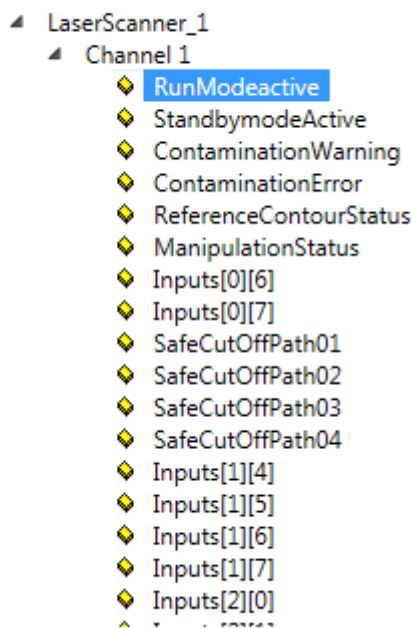 LaserScanner_1
Channel 1
RunModeactive
StandbymodeActive
ContaminationWarning
ContaminationError
ReferenceContourStatus
ManipulationStatus
Inputs[0][6]
Inputs[0][7]
SafeCutOffPath01
SafeCutOffPath02
SafeCutOffPath03
SafeCutOffPath04
Inputs[1][4]
Inputs[1][5]
Inputs[1][6]
Inputs[1][7]
Inputs[2][0]